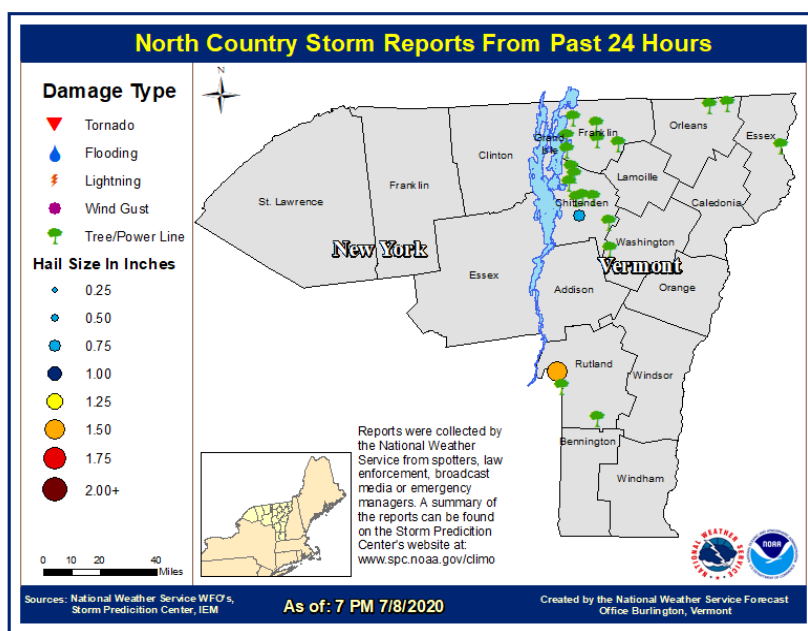 North Country Storm Reports From Past 24 Hours
Damage Type
Tornado
Flooding
Lightning
Wind Gust
Tree/Power Line
Hail Size In Inches
0.25
0.50
0.75
1.00
1.25
1.50
1.75
2.00+
0 10 20 40
Miles
N
St. Lawrence
Franklin
Clinton
Essex
New York
Grand
Isle
Franklin
Orleans
Essex
Lamoille
Chittenden
Caledonia
Washington
Vermont
Addison
Orange
Rutland
Windsor
Bennington
Windham
Reports were collected by
the National Weather
Service from spotters, law
enforcement, broadcast
media or emergency
managers. A summary of
the reports can be found
on the Storm Predicition
Center's website at:
www.spc.noaa.gov/climo
NATIONAL WEATHER SERVICE
NOAA
Sources: National Weather Service WFO's,
Storm Predicition Center, IEM
As of: 7 PM 7/8/2020
Created by the National Weather Service Forecast
Office Burlington, Vermont